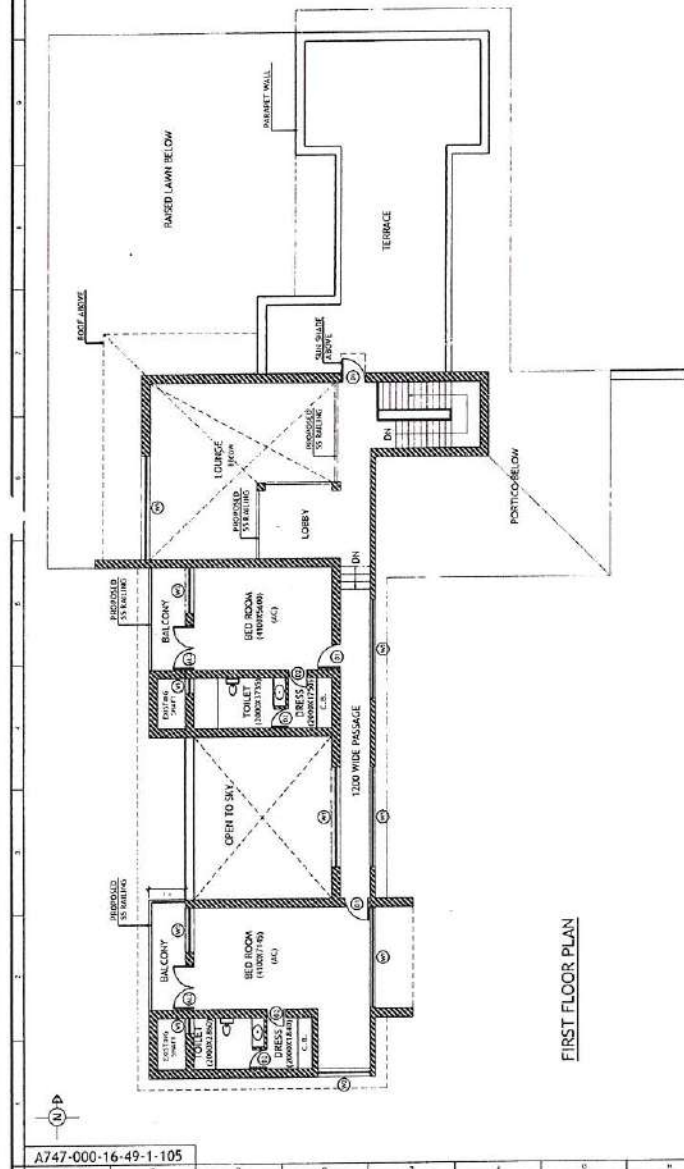 RAISED LAWN BELOW
PARAPET WALL
TERRACE
ROOF ABOVE
SUN SHADE
ABOVE
LOUNGE
BELOW
PROPOSED
SS RAILING
PROPOSED
SS RAILING
LOBBY
DN
DN
PORTICO BELOW
PROPOSED
SS RAILING
BALCONY
BED ROOM
(4100X5600)
(AC)
EXISTING
SHAFT
TOILET
DRESS
C.B.
1200 WIDE PASSAGE
OPEN TO SKY
PROPOSED
SS RAILING
BALCONY
BED ROOM
(4100X7145)
(AC)
EXISTING
SHAFT
TOILET
DRESS
C.B.
FIRST FLOOR PLAN
N
A747-000-16-49-1-105